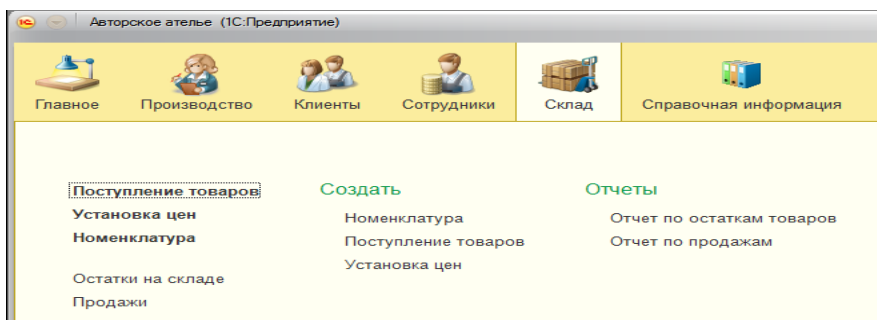 Авторское ателье (1С:Предприятие)
Главное Производство Клиенты Сотрудники Склад Справочная информация
Поступление товаров
Установка цен
Номенклатура
Остатки на складе
Продажи
Создать
Номенклатура
Поступление товаров
Установка цен
Отчеты
Отчет по остаткам товаров
Отчет по продажам